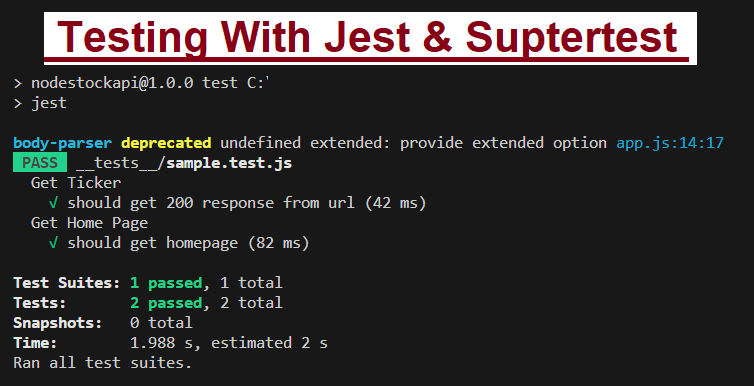 Testing With Jest & Suptertest
> nodestockapi@1.0.0 test C:\
> jest
body-parser deprecated undefined extended: provide extended option app.js:14:17
PASS __tests__/sample.test.js
Get Ticker
√ should get 200 response from url (42 ms)
Get Home Page
√ should get homepage (82 ms)
Test Suites: 1 passed, 1 total
Tests: 2 passed, 2 total
Snapshots: 0 total
Time: 1.988 s, estimated 2 s
Ran all test suites.